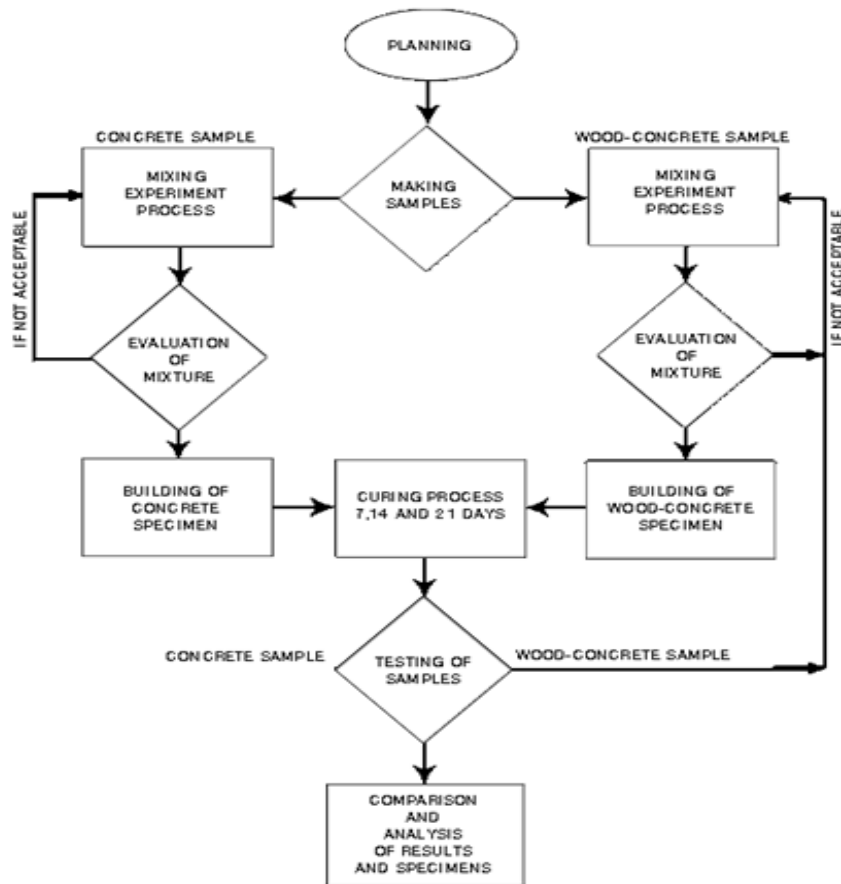 PLANNING
CONCRETE SAMPLE
WOOD-CONCRETE SAMPLE
MIXING
EXPERIMENT
PROCESS
MAKING
SAMPLES
MIXING
EXPERIMENT
PROCESS
IF NOT ACCEPTABLE
IF NOT ACCEPTABLE
EVALUATION
OF
MIXTURE
EVALUATION
OF
MIXTURE
BUILDING OF
CONCRETE
SPECIMEN
CURING PROCESS
7,14 AND 21 DAYS
BUILDING OF
WOOD-CONCRETE
SPECIMEN
CONCRETE SAMPLE
TESTING OF
SAMPLES
WOOD-CONCRETE SAMPLE
COMPARISON
AND
ANALYSIS
OF RESULTS
AND SPECIMENS